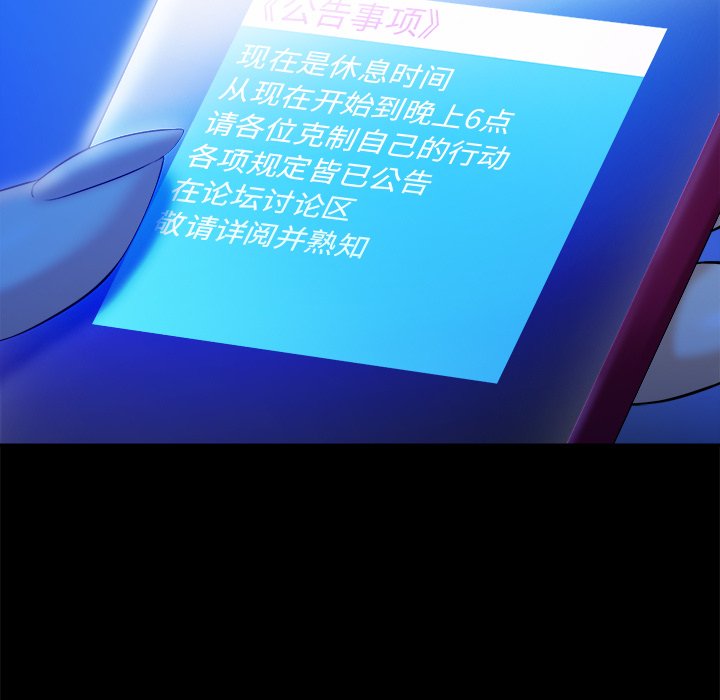 《公告事项》
现在是休息时间
从现在开始到晚上6点
请各位克制自己的行动
各项规定皆已公告
在论坛讨论区
敬请详阅并熟知